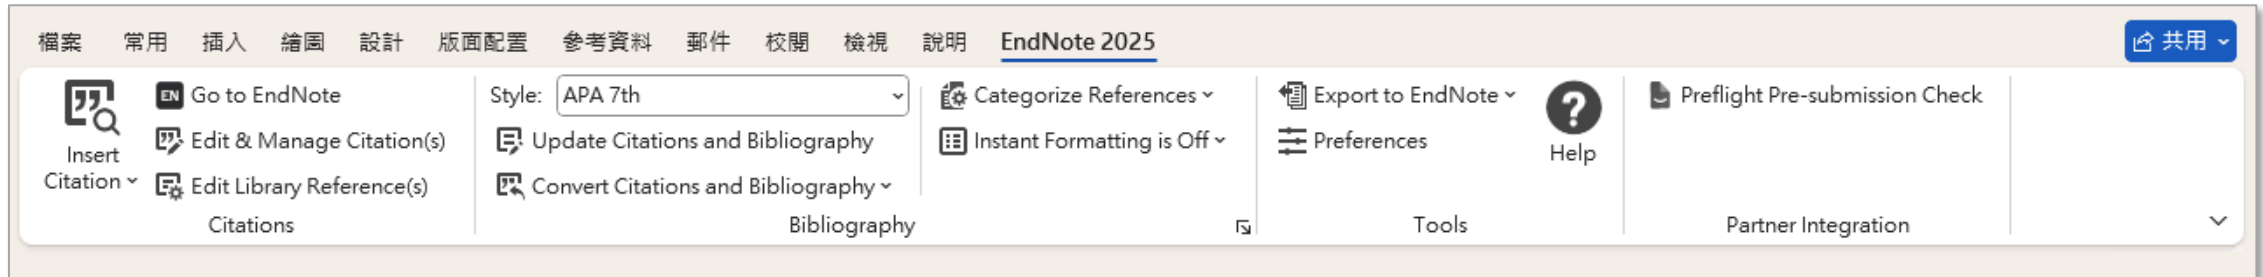 檔案 常用 插入 繪圖 設計 版面配置 參考資料 郵件 校閱 檢視 說明 EndNote 2025 共用
Insert Citation
EN Go to EndNote
Edit & Manage Citation(s)
Edit Library Reference(s)
Citations
Style: APA 7th
Update Citations and Bibliography
Convert Citations and Bibliography
Categorize References
Instant Formatting is Off
Bibliography
Export to EndNote
Preferences
Help
Tools
Preflight Pre-submission Check
Partner Integration